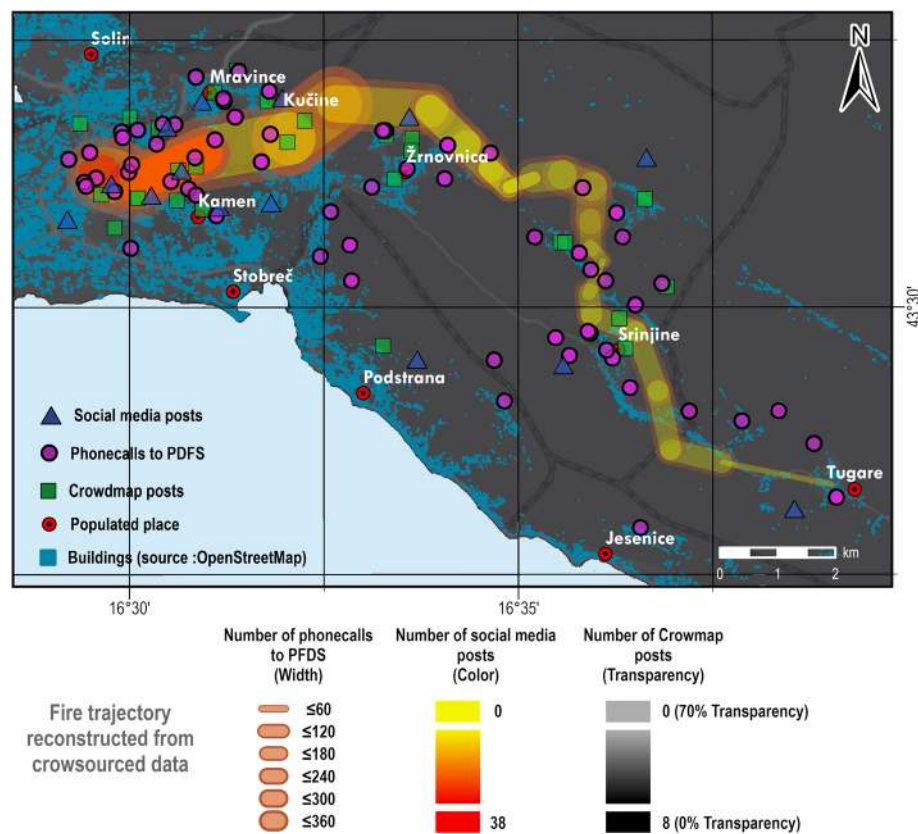 Solin
N
Mravince
Kučine
Žrnovnica
Kamen
Stobreč
43°30'
Srinjine
Podstrana
Social media posts
Phonecalls to PDFS
Crowdmap posts
Populated place
Buildings (source :OpenStreetMap)
Tugare
Jesenice
km
0 1 2
16°30' 16°35'
Number of phonecalls
to PFDS
(Width)
Number of social media
posts
(Color)
Number of Crowmap
posts
(Transparency)
Fire trajectory
reconstructed from
crowsourced data
≤60
≤120
≤180
≤240
≤300
≤360
0
38
0 (70% Transparency)
8 (0% Transparency)